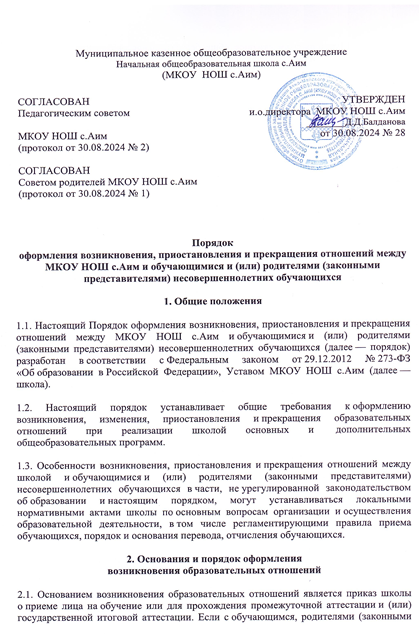 Муниципальное казенное общеобразовательное учреждение
Начальная общеобразовательная школа с.Аим
(МКОУ НОШ с.Аим)
СОГЛАСОВАН
Педагогическим советом
УТВЕРЖДЕН
и.о.директора МКОУ НОШ с.Аим
Д.Д.Балданова
от 30.08.2024 № 28
МКОУ НОШ с.Аим
(протокол от 30.08.2024 № 2)
СОГЛАСОВАН
Советом родителей МКОУ НОШ с.Аим
(протокол от 30.08.2024 № 1)
Порядок
оформления возникновения, приостановления и прекращения отношений между
МКОУ НОШ с.Аим и обучающимися и (или) родителями (законными
представителями) несовершеннолетних обучающихся
1. Общие положения
1.1. Настоящий Порядок оформления возникновения, приостановления и прекращения
отношений между МКОУ НОШ с.Аим и обучающимися и (или) родителями
(законными представителями) несовершеннолетних обучающихся (далее — порядок)
разработан в соответствии с Федеральным законом от 29.12.2012 № 273-ФЗ
«Об образовании в Российской Федерации», Уставом МКОУ НОШ с.Аим (далее —
школа).
1.2. Настоящий порядок устанавливает общие требования к оформлению
возникновения, изменения, приостановления и прекращения образовательных
отношений при реализации школой основных и дополнительных
общеобразовательных программ.
1.3. Особенности возникновения, приостановления и прекращения отношений между
школой и обучающимися и (или) родителями (законными представителями)
несовершеннолетних обучающихся в части, не урегулированной законодательством
об образовании и настоящим порядком, могут устанавливаться локальными
нормативными актами школы по основным вопросам организации и осуществления
образовательной деятельности, в том числе регламентирующими правила приема
обучающихся, порядок и основания перевода, отчисления обучающихся.
2. Основания и порядок оформления
возникновения образовательных отношений
2.1. Основанием возникновения образовательных отношений является приказ школы
о приеме лица на обучение или для прохождения промежуточной аттестации и (или)
государственной итоговой аттестации. Если с обучающимся, родителями (законными